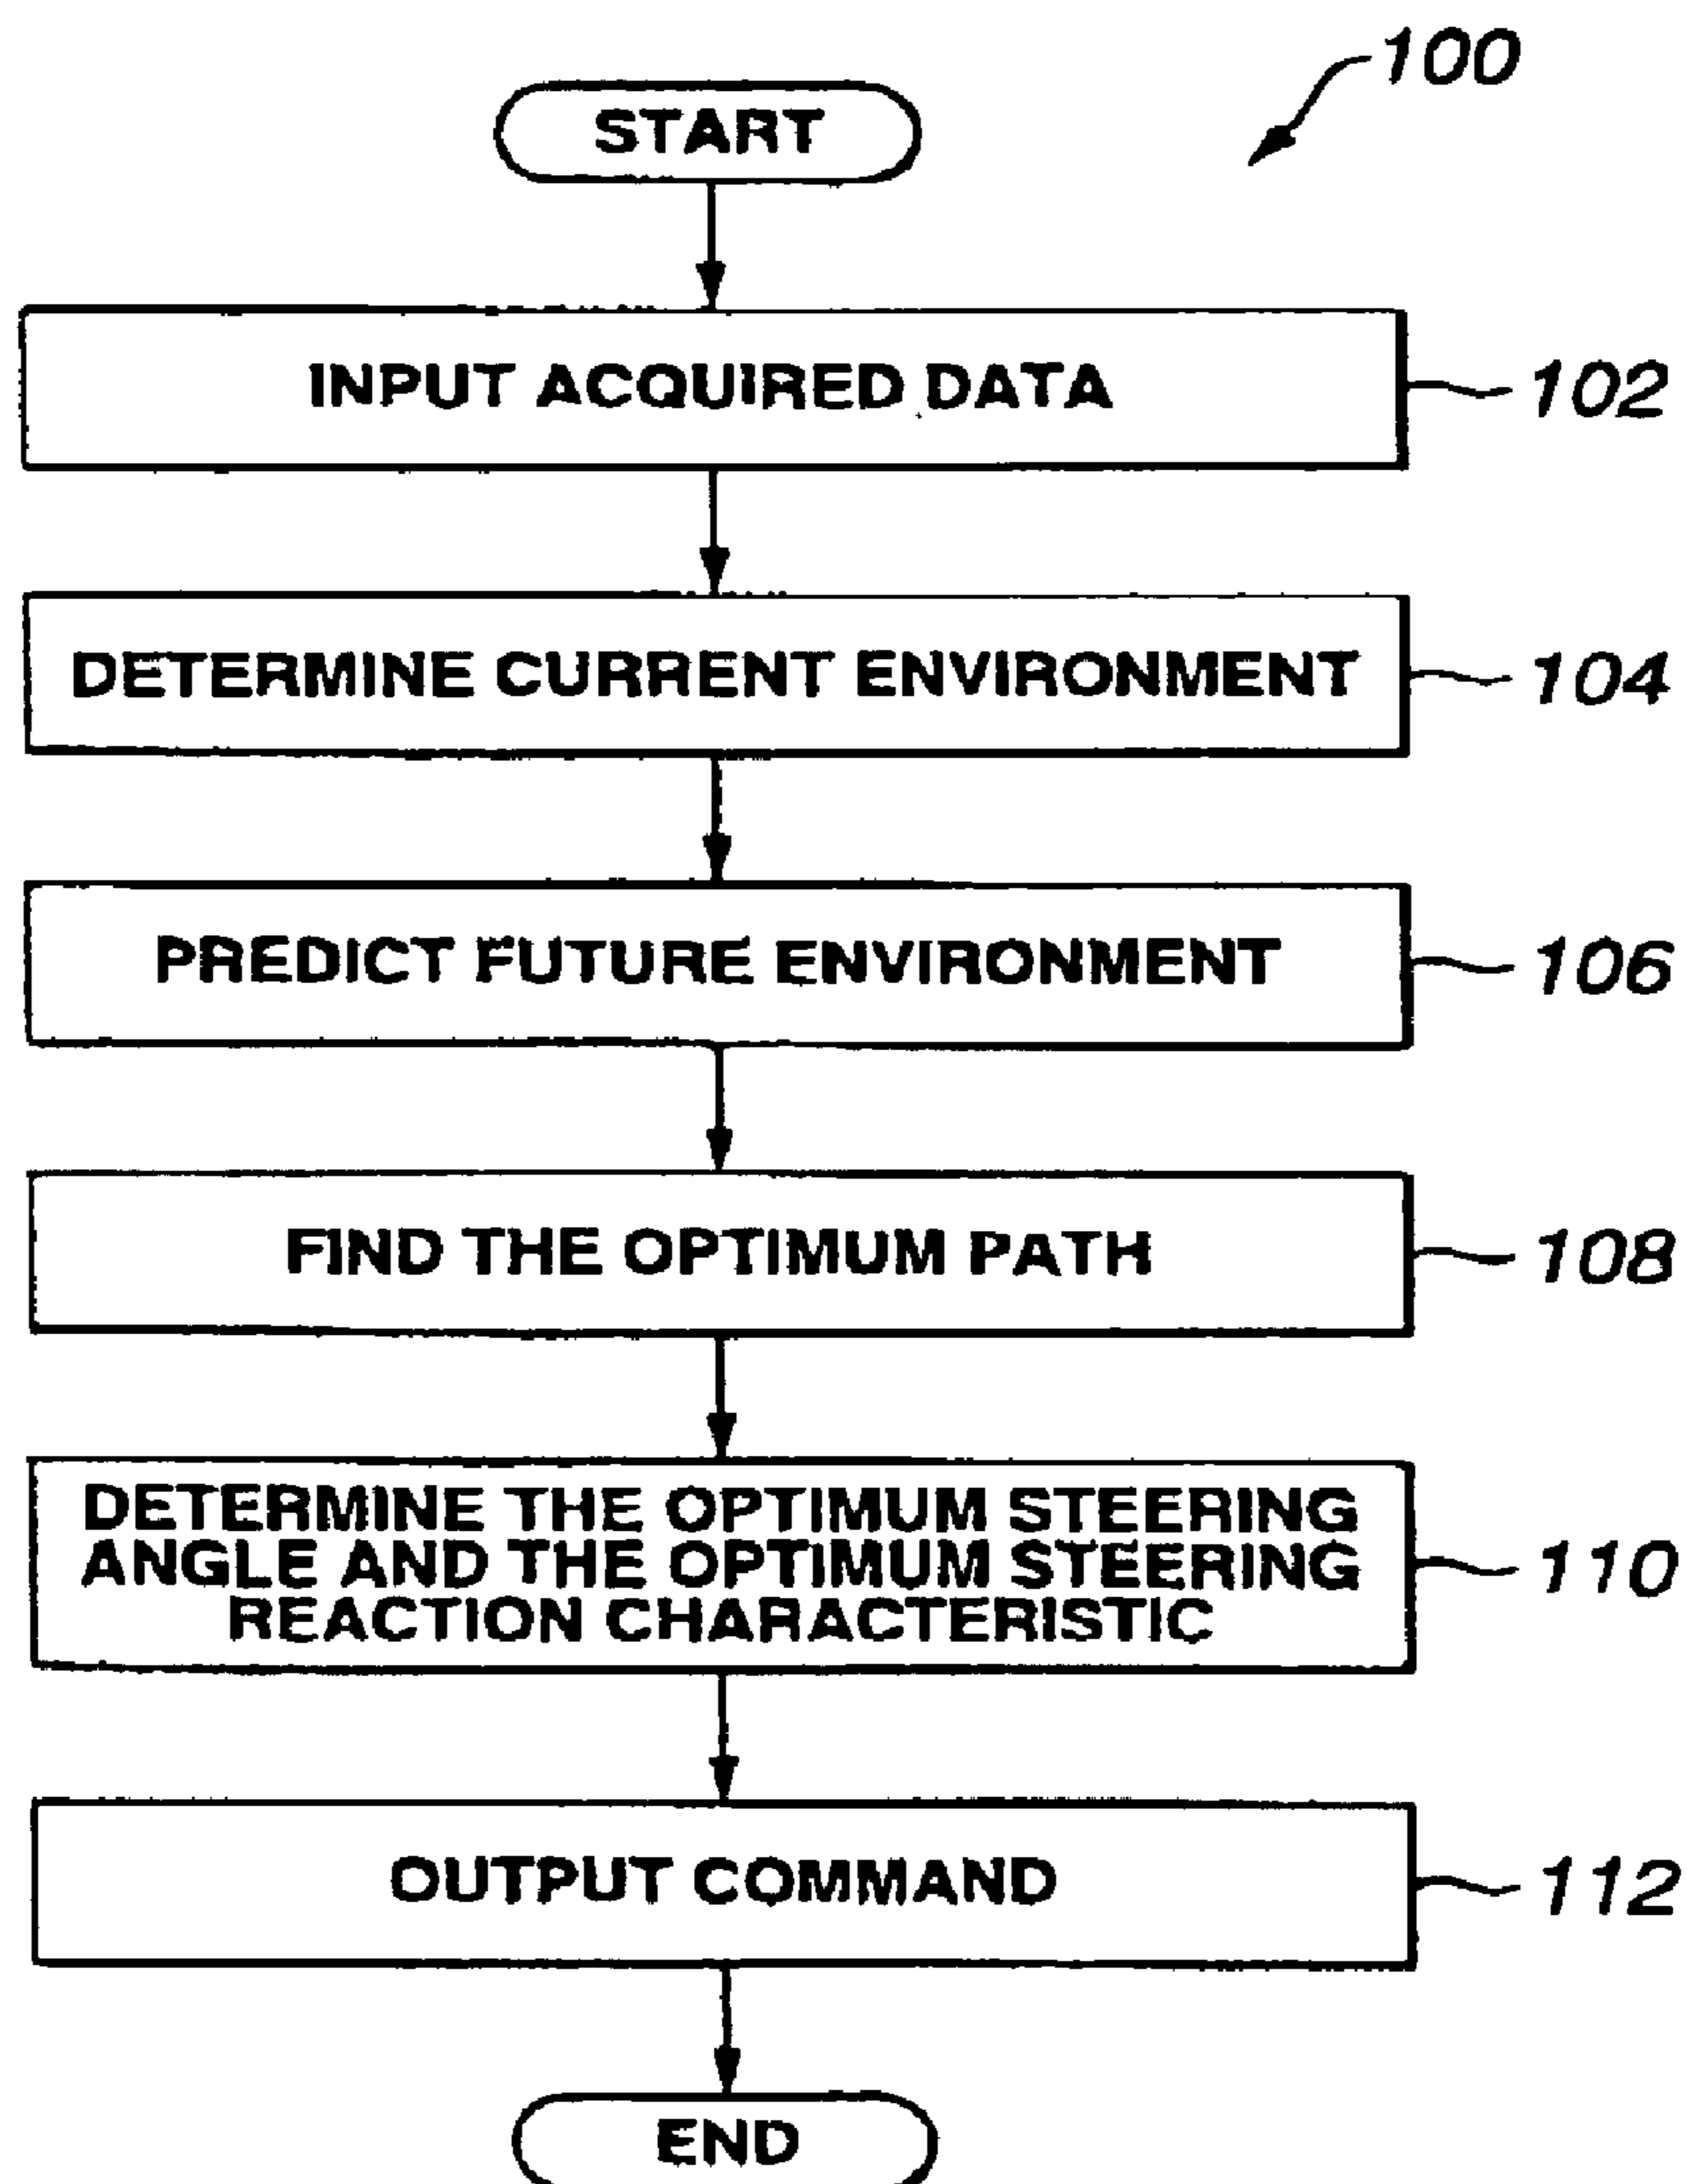 100
START
INPUT ACQUIRED DATA
102
DETERMINE CURRENT ENVIRONMENT
104
PREDICT FUTURE ENVIRONMENT
106
FIND THE OPTIMUM PATH
108
DETERMINE THE OPTIMUM STEERING
ANGLE AND THE OPTIMUM STEERING
REACTION CHARACTERISTIC
110
OUTPUT COMMAND
112
END